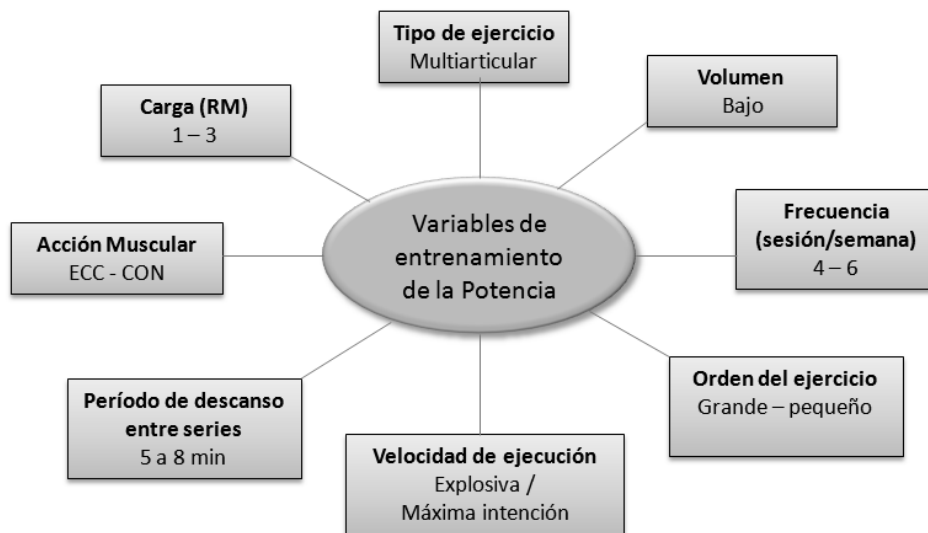 Tipo de ejercicio
Multiarticular
Volumen
Bajo
Carga (RM)
1 – 3
Frecuencia
(sesión/semana)
4 – 6
Acción Muscular
ECC - CON
Variables de
entrenamiento
de la Potencia
Orden del ejercicio
Grande – pequeño
Período de descanso
entre series
5 a 8 min
Velocidad de ejecución
Explosiva /
Máxima intención